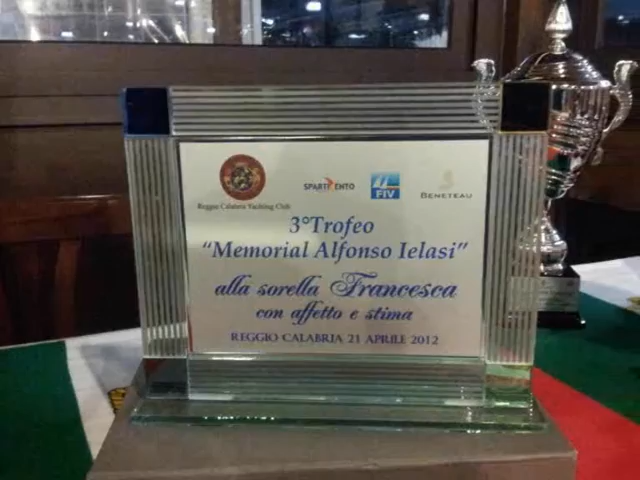 Reggio Calabria Yachting Club
SPARTIVENTO
FIV
BENETEAU
3°Trofeo
“Memorial Alfonso Ielasi”
alla sorella Francesca
con affetto e stima
REGGIO CALABRIA 21 APRILE 2012